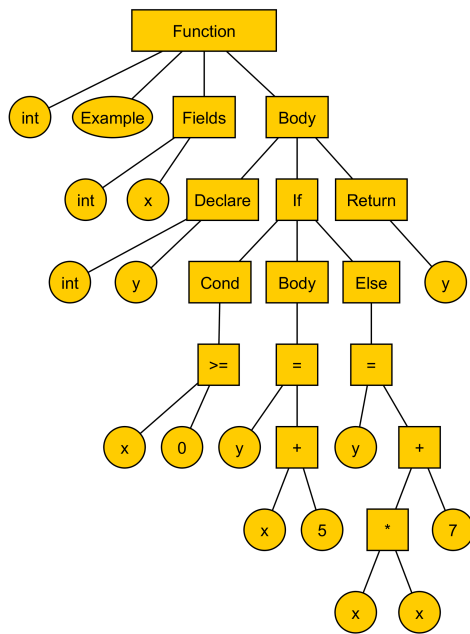 Function
int Example Fields Body
int x Declare If Return
int y Cond Body Else y
>= = =
x 0 y + y +
x 5 * 7
x x